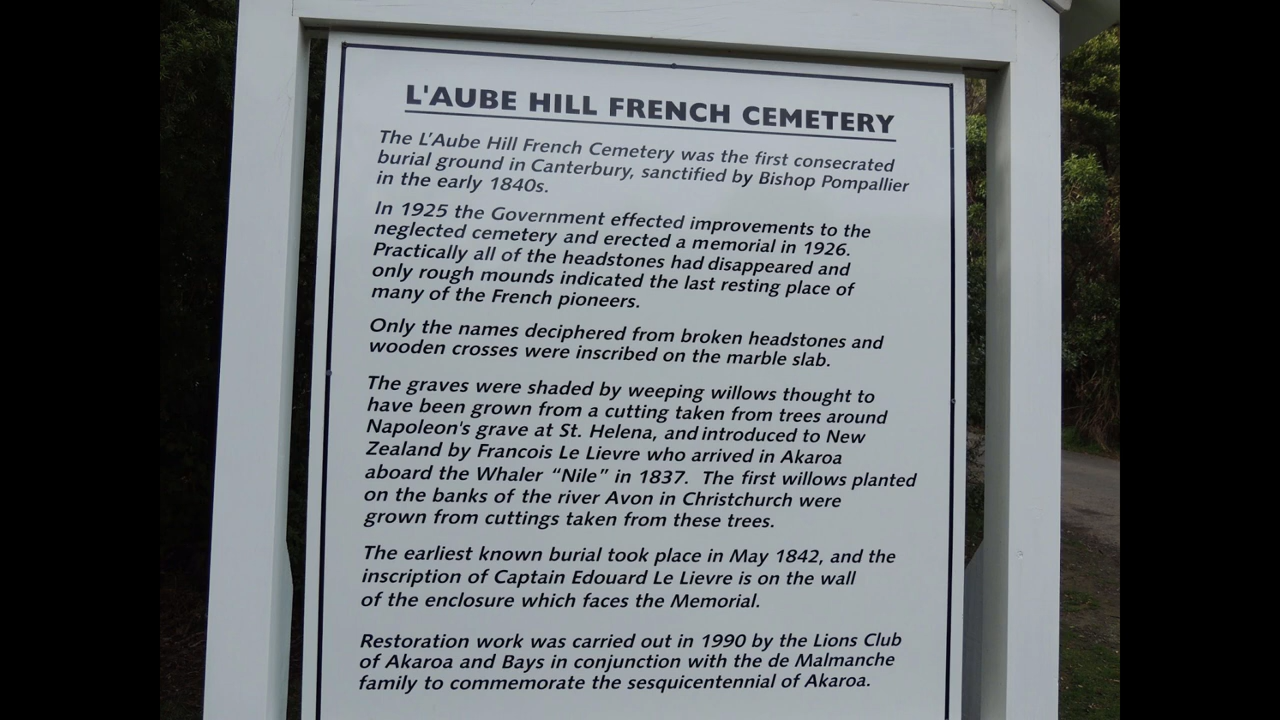 L'AUBE HILL FRENCH CEMETERY
The L'Aube Hill French Cemetery was the first consecrated
burial ground in Canterbury, sanctified by Bishop Pompallier
in the early 1840s.
In 1925 the Government effected improvements to the
neglected cemetery and erected a memorial in 1926.
Practically all of the headstones had disappeared and
only rough mounds indicated the last resting place of
many of the French pioneers.
Only the names deciphered from broken headstones and
wooden crosses were inscribed on the marble slab.
The graves were shaded by weeping willows thought to
have been grown from a cutting taken from trees around
Napoleon's grave at St. Helena, and introduced to New
Zealand by Francois Le Lievre who arrived in Akaroa
aboard the Whaler “Nile” in 1837. The first willows planted
on the banks of the river Avon in Christchurch were
grown from cuttings taken from these trees.
The earliest known burial took place in May 1842, and the
inscription of Captain Edouard Le Lievre is on the wall
of the enclosure which faces the Memorial.
Restoration work was carried out in 1990 by the Lions Club
of Akaroa and Bays in conjunction with the de Malmanche
family to commemorate the sesquicentennial of Akaroa.